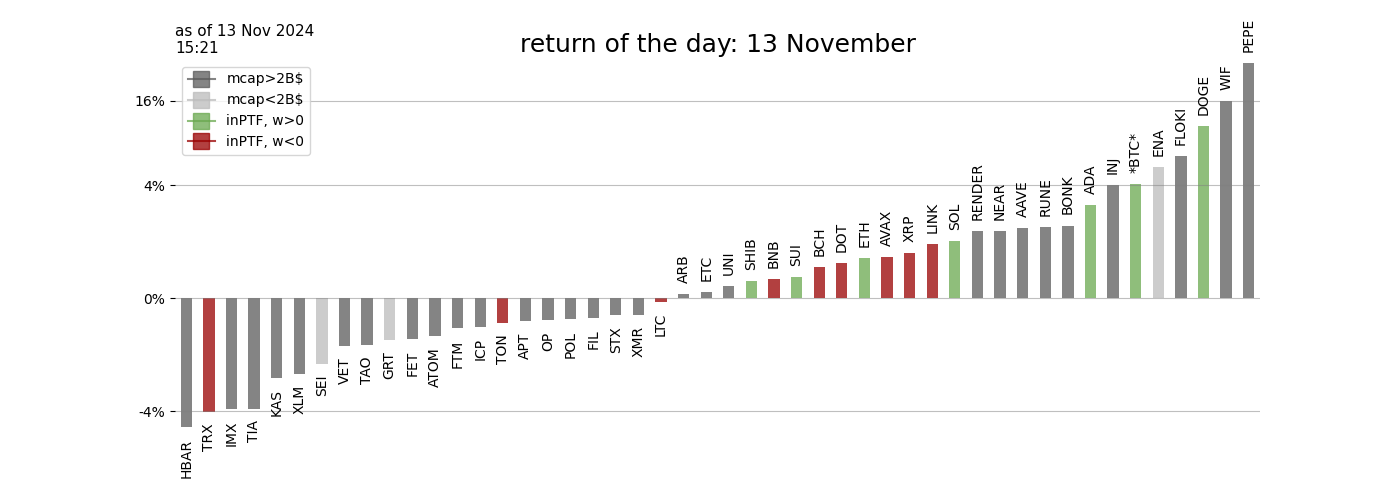 as of 13 Nov 2024
15:21
return of the day: 13 November
mcap>2B$
mcap<2B$
inPTF, w>0
inPTF, w<0
16%
4%
0%
-4%
HBAR
TRX
IMX
TIA
KAS
XLM
SEI
VET
TAO
GRT
FET
ATOM
FTM
ICP
TON
APT
OP
POL
FIL
STX
XMR
LTC
ARB
ETC
UNI
SHIB
BNB
SUI
BCH
DOT
ETH
AVAX
XRP
LINK
SOL
RENDER
NEAR
AAVE
RUNE
BONK
ADA
INJ
*BTC*
ENA
FLOKI
DOGE
WIF
PEPE